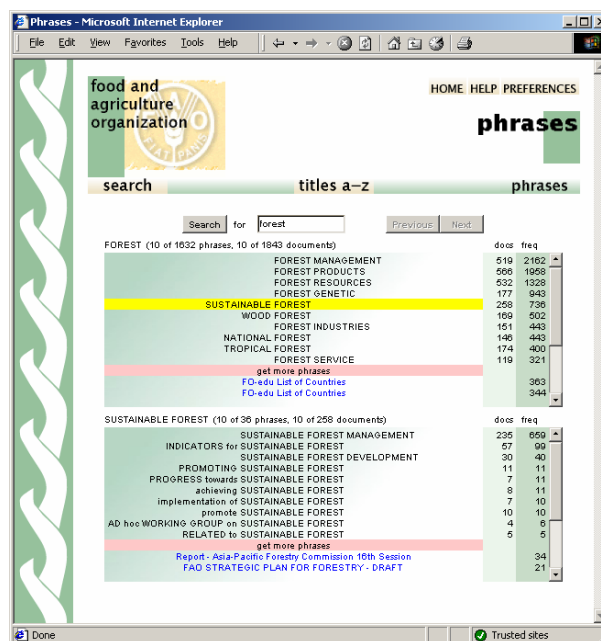 Phrases - Microsoft Internet Explorer
File Edit View Favorites Tools Help
food and
agriculture
organization
HOME HELP PREFERENCES
FAO
FIAT PANIS
phrases
search titles a–z phrases
Search for forest Previous Next
FOREST (10 of 1632 phrases, 10 of 1843 documents) docs freq
FOREST MANAGEMENT 519 2162
FOREST PRODUCTS 566 1958
FOREST RESOURCES 532 1328
FOREST GENETIC 177 943
SUSTAINABLE FOREST 258 736
WOOD FOREST 169 502
FOREST INDUSTRIES 151 443
NATIONAL FOREST 146 443
TROPICAL FOREST 174 400
FOREST SERVICE 119 321
get more phrases
FO-edu List of Countries 363
FO-edu List of Countries 344
SUSTAINABLE FOREST (10 of 36 phrases, 10 of 258 documents) docs freq
SUSTAINABLE FOREST MANAGEMENT 235 659
INDICATORS for SUSTAINABLE FOREST 57 99
SUSTAINABLE FOREST DEVELOPMENT 30 40
PROMOTING SUSTAINABLE FOREST 11 11
PROGRESS towards SUSTAINABLE FOREST 7 11
achieving SUSTAINABLE FOREST 8 11
implementation of SUSTAINABLE FOREST 7 10
promote SUSTAINABLE FOREST 10 10
AD hoc WORKING GROUP on SUSTAINABLE FOREST 4 6
RELATED to SUSTAINABLE FOREST 5 5
get more phrases
Report - Asia-Pacific Forestry Commission 16th Session 34
FAO STRATEGIC PLAN FOR FORESTRY - DRAFT 21
Done Trusted sites